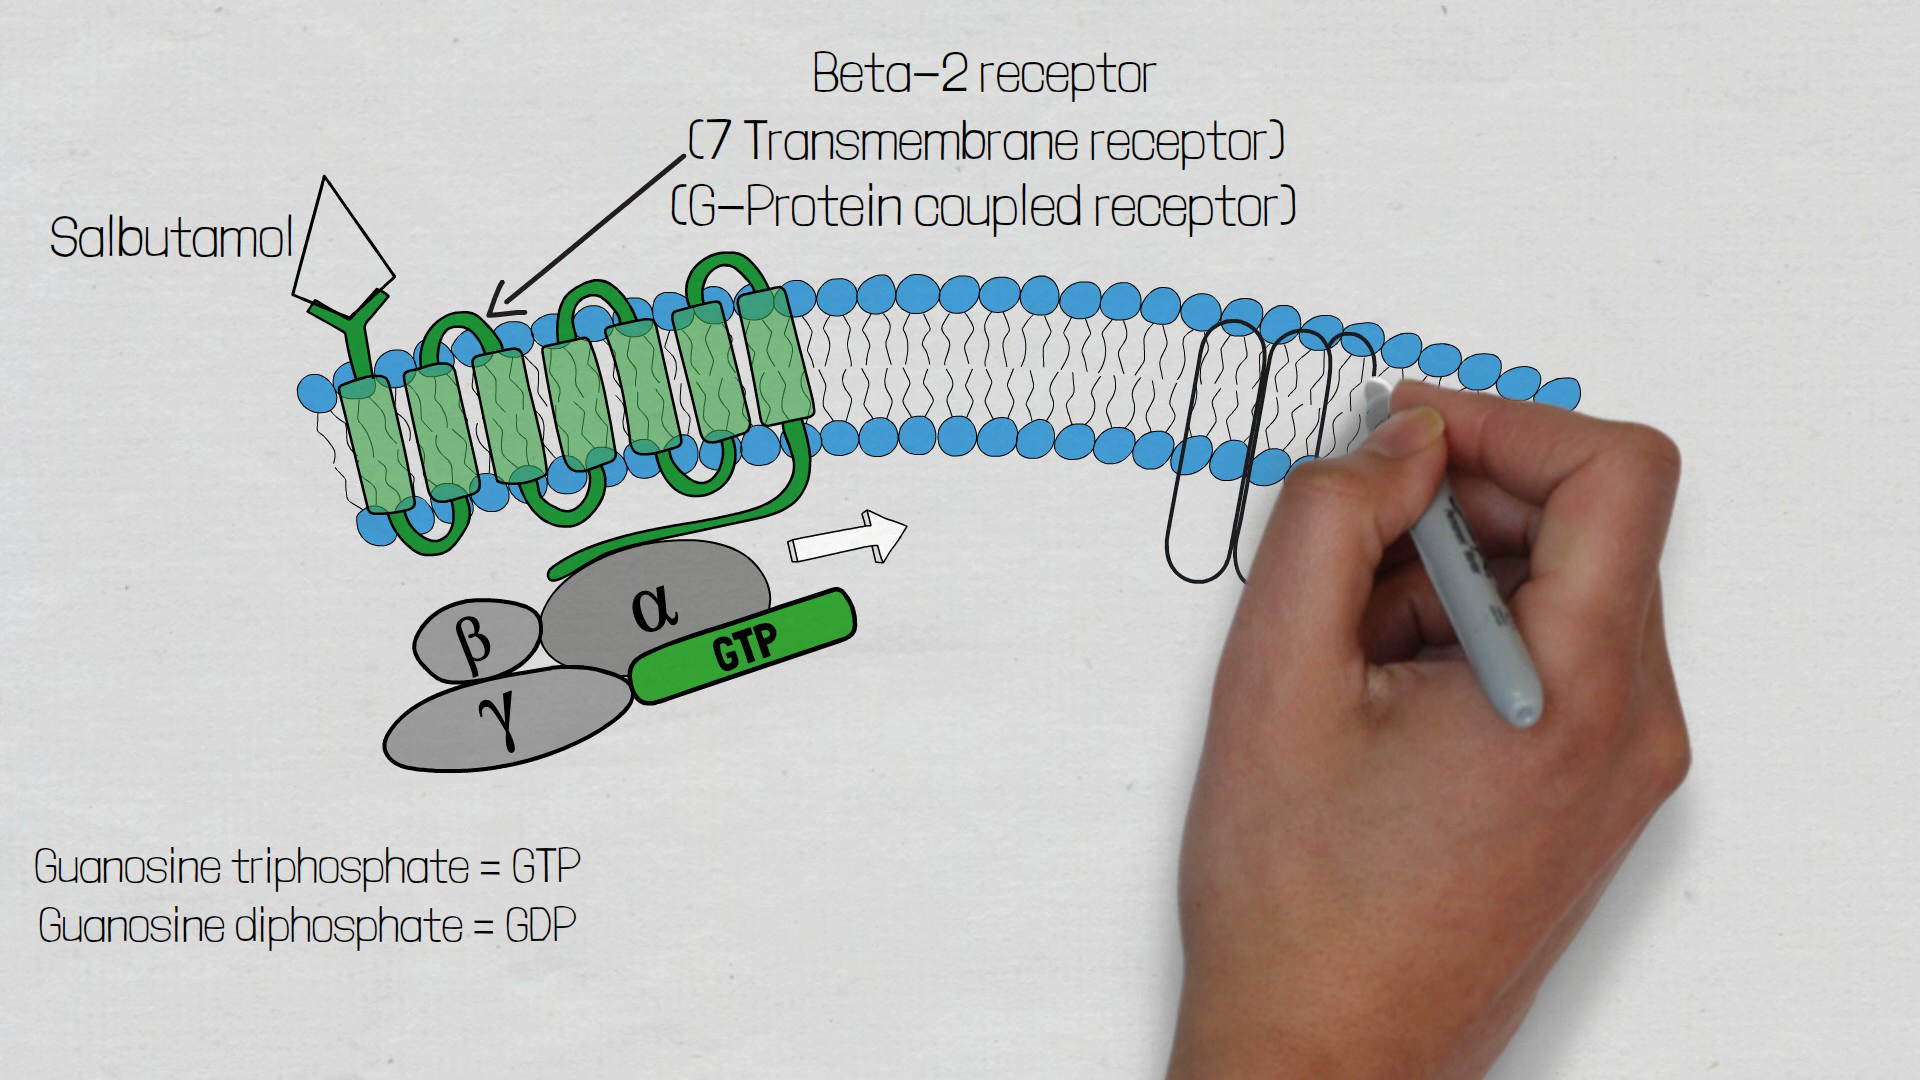 Beta-2 receptor
(7 Transmembrane receptor)
(G-Protein coupled receptor)
Salbutamol
α
β
GTP
γ
Guanosine triphosphate = GTP
Guanosine diphosphate = GDP